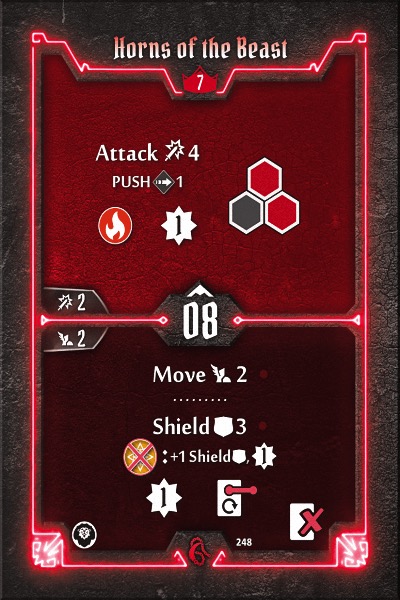 Horns of the Beast
7
Attack 4
PUSH 1
1
2
08
2
Move 2
Shield 3
: +1 Shield, 1
1
248